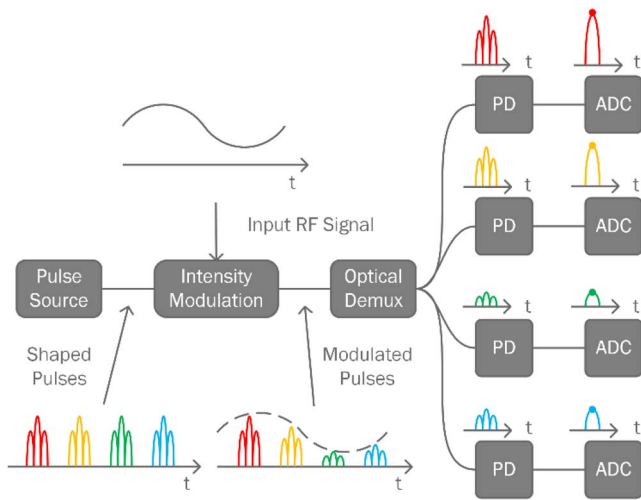 t
t
PD
ADC
t
Input RF Signal
t
t
PD
ADC
Pulse
Source
Intensity
Modulation
Optical
Demux
t
t
PD
ADC
Shaped
Pulses
Modulated
Pulses
t
t
PD
ADC
t
t